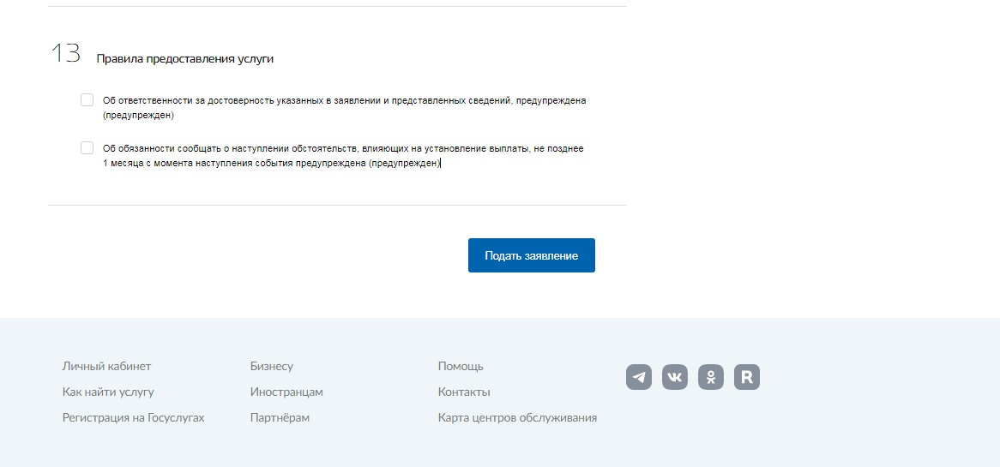 13 Правила предоставления услуги
Об ответственности за достоверность указанных в заявлении и представленных сведений, предупреждена
(предупрежден)
Об обязанности сообщать о наступлении обстоятельств, влияющих на установление выплаты, не позднее
1 месяца с момента наступления события предупреждена (предупрежден)
Подать заявление
Личный кабинет
Как найти услугу
Регистрация на Госуслугах
Бизнесу
Иностранцам
Партнёрам
Помощь
Контакты
Карта центров обслуживания
R